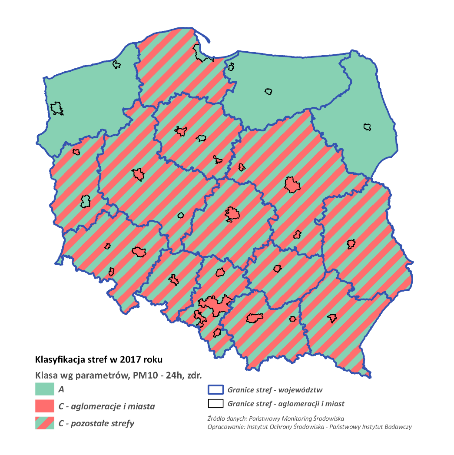 Klasyfikacja stref w 2017 roku
Klasa wg parametrów, PM10 - 24h, zdr.
A
C - aglomeracje i miasta
C - pozostałe strefy
Granice stref - województw
Granice stref - aglomeracji i miast
Źródło danych: Państwowy Monitoring Środowiska
Opracowanie: Instytut Ochrony Środowiska - Państwowy Instytut Badawczy